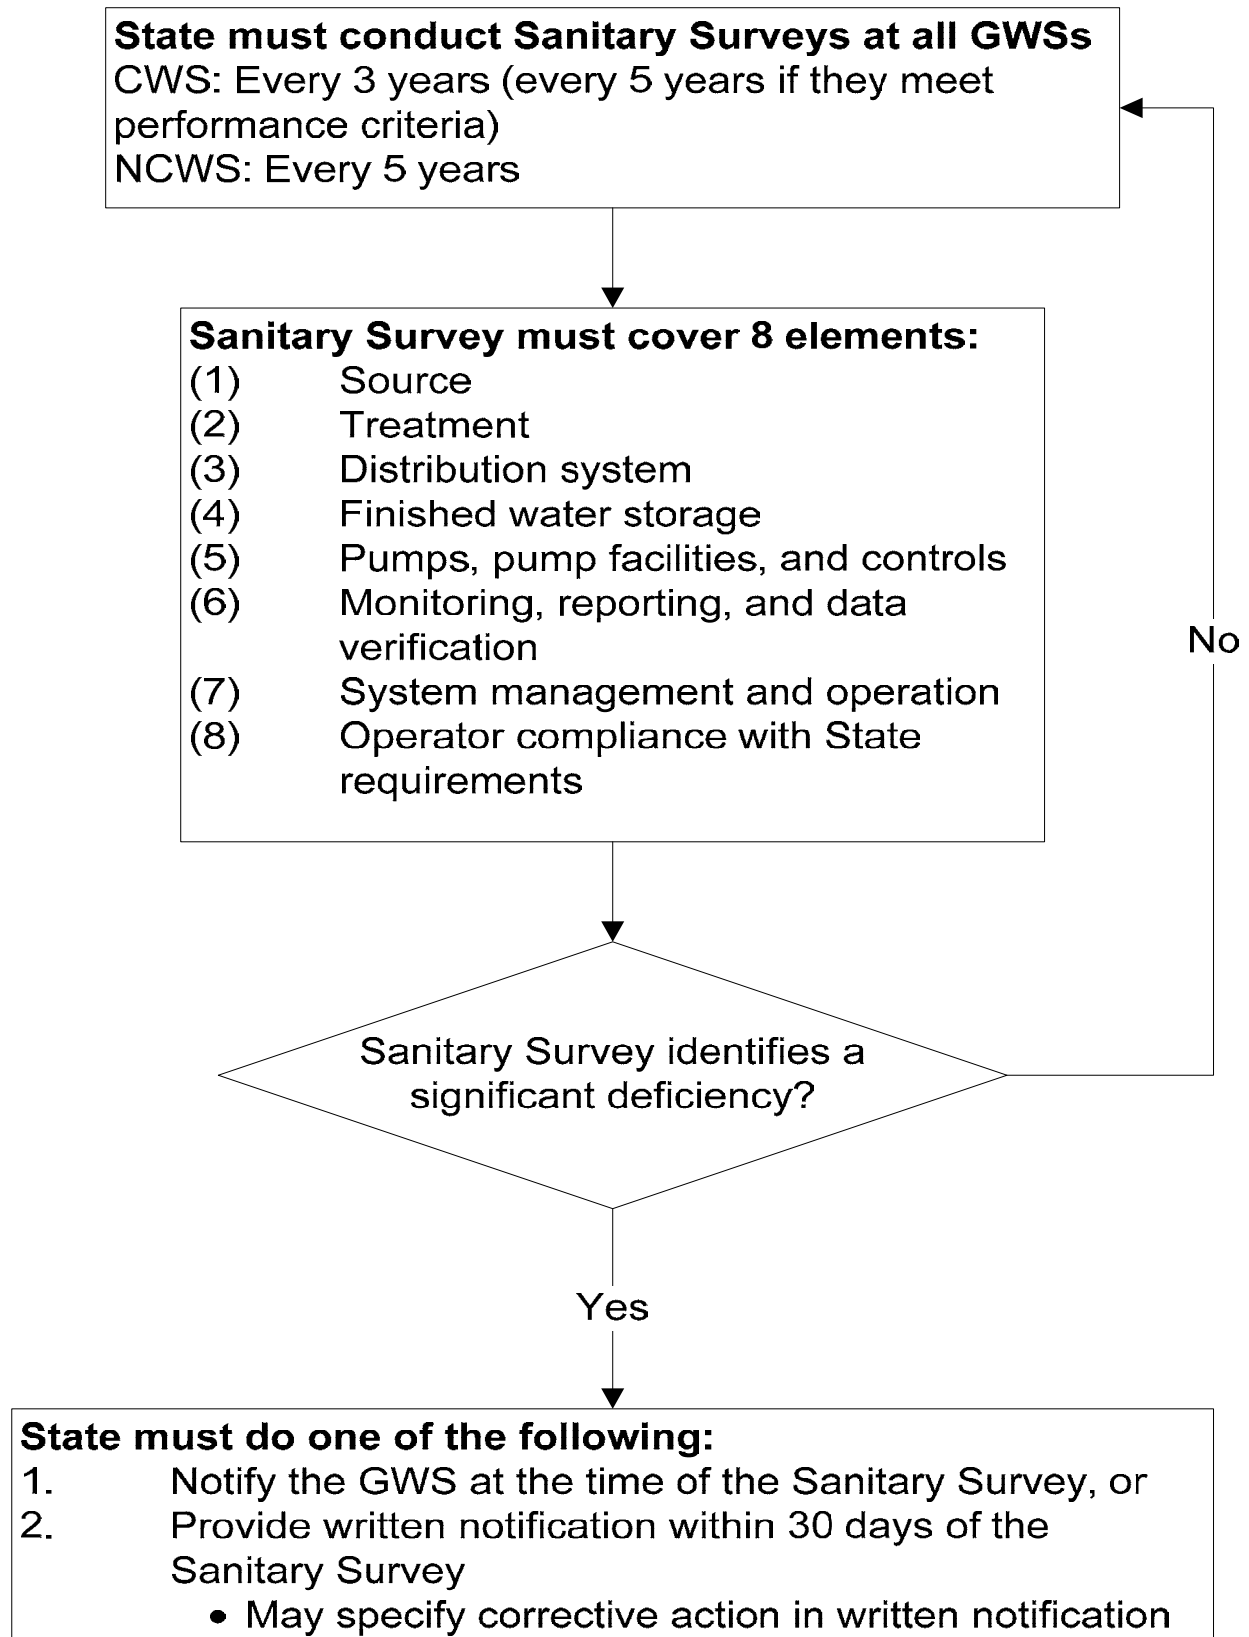 State must conduct Sanitary Surveys at all GWSs
CWS: Every 3 years (every 5 years if they meet
performance criteria)
NCWS: Every 5 years
Sanitary Survey must cover 8 elements:
(1) Source
(2) Treatment
(3) Distribution system
(4) Finished water storage
(5) Pumps, pump facilities, and controls
(6) Monitoring, reporting, and data
verification
(7) System management and operation
(8) Operator compliance with State
requirements
No
Sanitary Survey identifies a
significant deficiency?
Yes
State must do one of the following:
1. Notify the GWS at the time of the Sanitary Survey, or
2. Provide written notification within 30 days of the
Sanitary Survey
• May specify corrective action in written notification